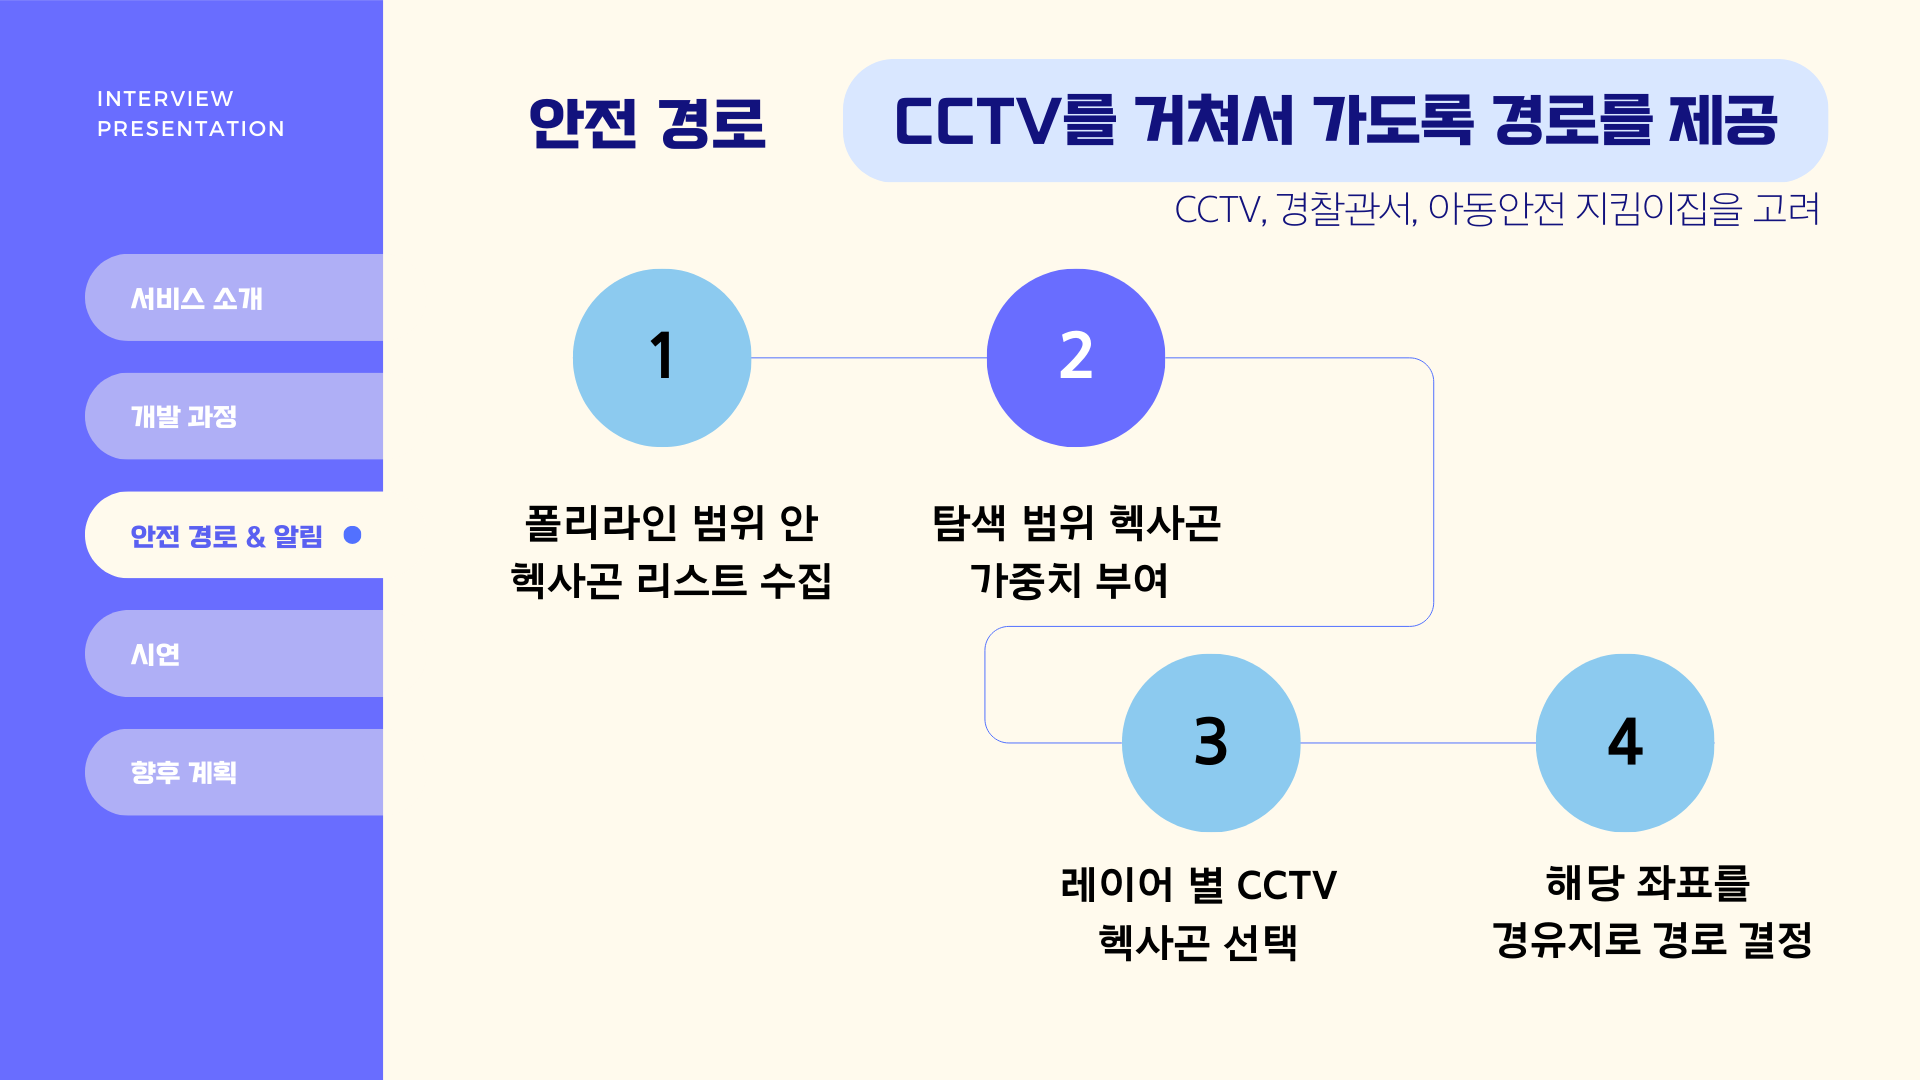 INTERVIEW
PRESENTATION
서비스 소개
개발 과정
안전 경로 & 알림
시연
향후 계획
안전 경로
CCTV를 거쳐서 가도록 경로를 제공
CCTV, 경찰관서, 아동안전 지킴이집을 고려
1
2
폴리라인 범위 안
헥사곤 리스트 수집
탐색 범위 헥사곤
가중치 부여
3
4
레이어 별 CCTV
헥사곤 선택
해당 좌표를
경유지로 경로 결정